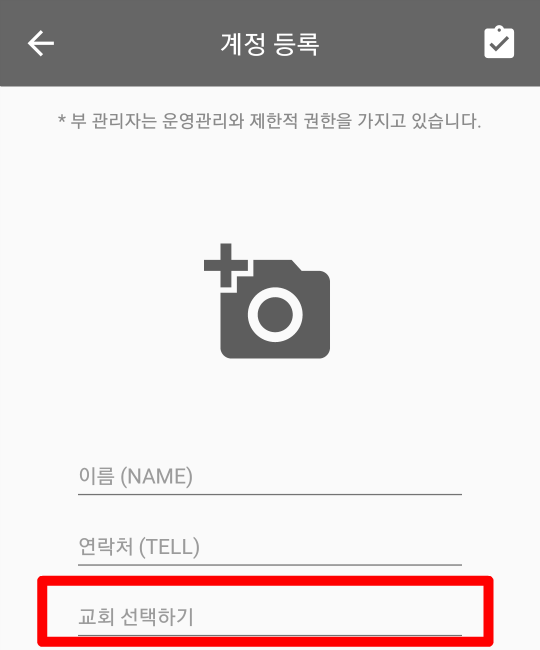 계정 등록
* 부 관리자는 운영관리와 제한적 권한을 가지고 있습니다.
이름 (NAME)
연락처 (TELL)
교회 선택하기